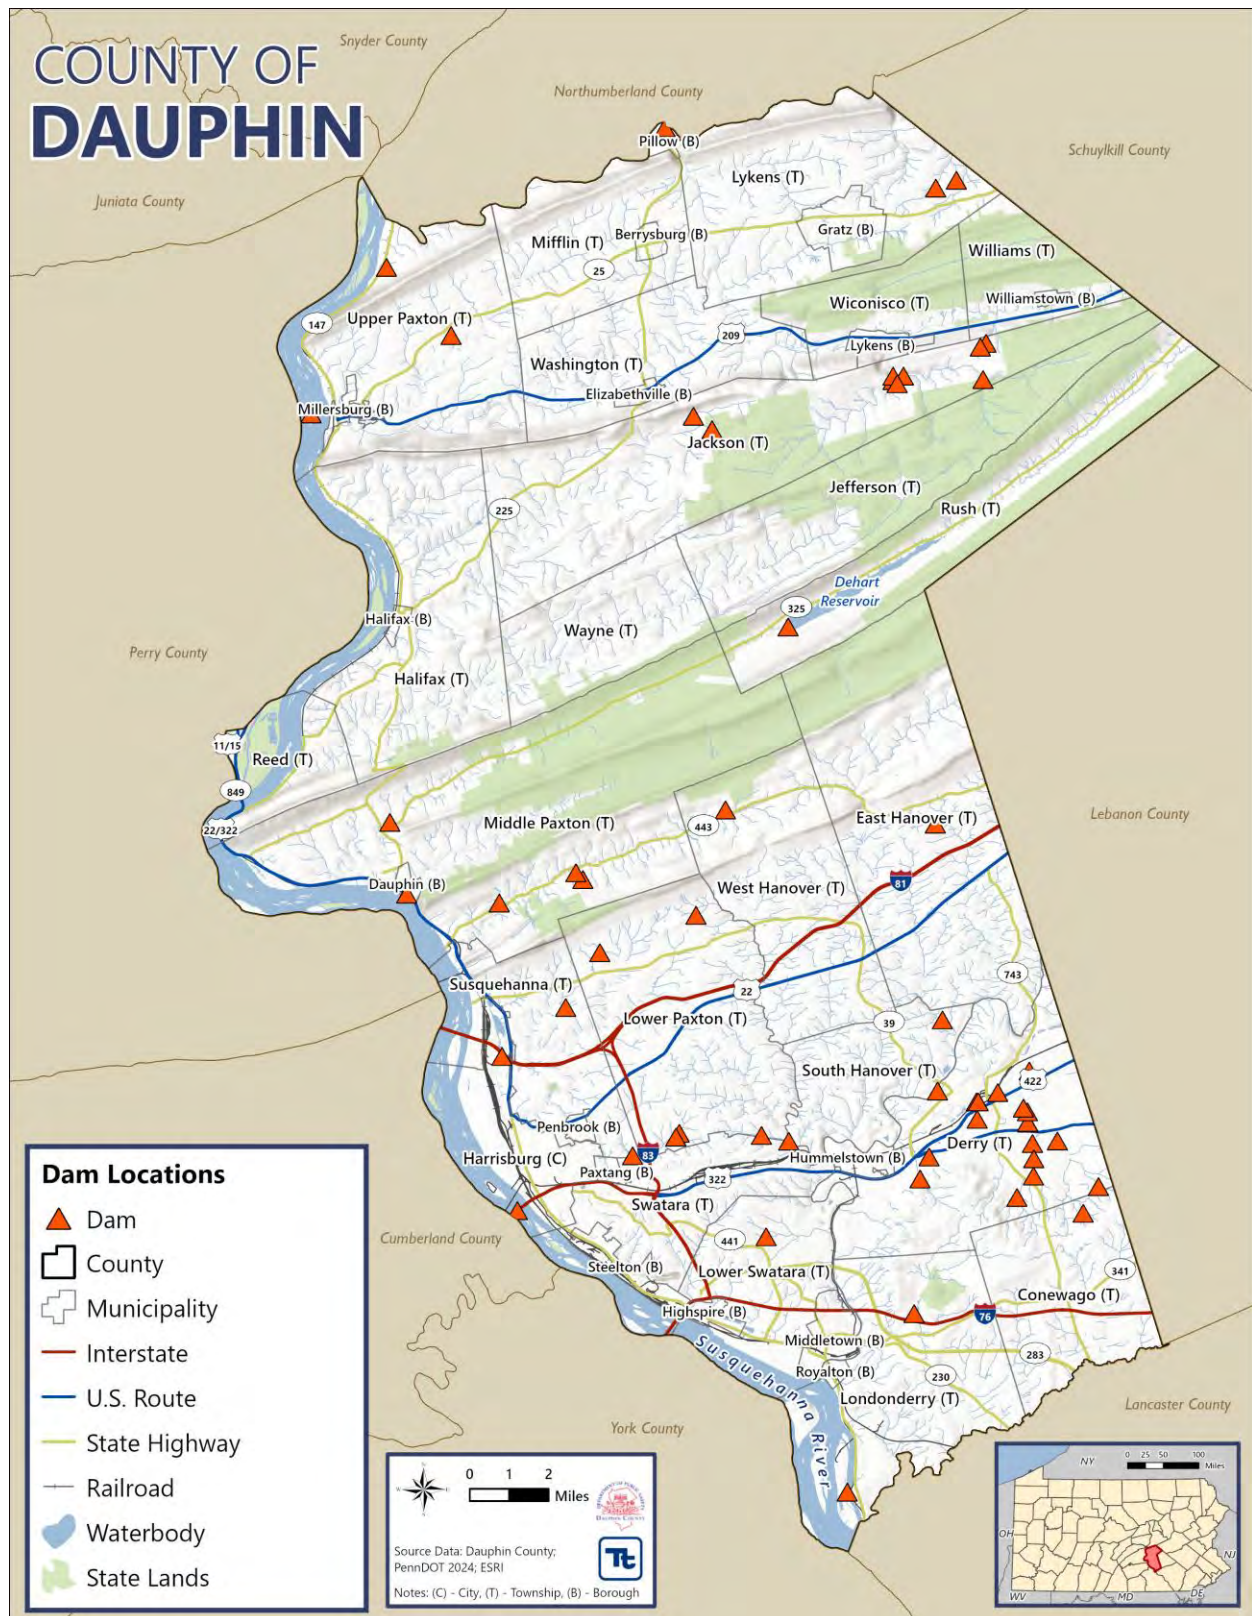 COUNTY OF
DAUPHIN
Snyder County
Northumberland County
Schuylkill County
Juniata County
Pillow (B)
Lykens (T)
Mifflin (T)
Berrysburg (B)
Gratz (B)
25
Williams (T)
Wiconisco (T)
Williamstown (B)
147
Upper Paxton (T)
209
Lykens (B)
Washington (T)
Elizabethville (B)
Millersburg (B)
Jackson (T)
Jefferson (T)
225
Rush (T)
Dehart
Reservoir
325
Halifax (B)
Wayne (T)
Perry County
Halifax (T)
11/15
Reed (T)
849
22/322
Middle Paxton (T)
443
East Hanover (T)
Lebanon County
Dauphin (B)
West Hanover (T)
81
743
Susquehanna (T)
22
Lower Paxton (T)
39
South Hanover (T)
422
Penbrook (B)
Derry (T)
83
Harrisburg (C)
Hummelstown (B)
Paxtang (B)
322
Swatara (T)
Cumberland County
441
Steelton (B)
Lower Swatara (T)
341
Conewago (T)
Highspire (B)
76
Middletown (B)
283
Royalton (B)
230
Londonderry (T)
Susquehanna River
Lancaster County
York County
Dam Locations
Dam
County
Municipality
Interstate
U.S. Route
State Highway
Railroad
Waterbody
State Lands
N
0 1 2
Miles
DAUPHIN COUNTY
Tt
Source Data: Dauphin County;
PennDOT 2024; ESRI
Notes: (C) - City, (T) - Township, (B) - Borough
0 25 50 100
Miles
NY
OH
NJ
WV
MD
DE